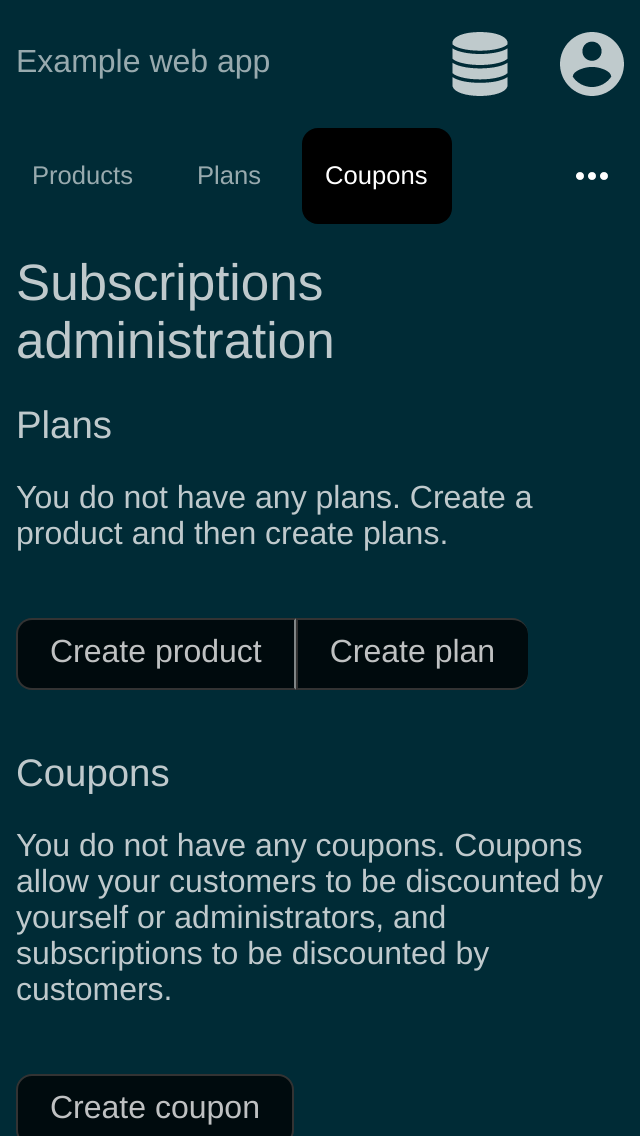 Example web app
Products Plans Coupons
Subscriptions
administration
Plans
You do not have any plans. Create a
product and then create plans.
Create product Create plan
Coupons
You do not have any coupons. Coupons
allow your customers to be discounted by
yourself or administrators, and
subscriptions to be discounted by
customers.
Create coupon